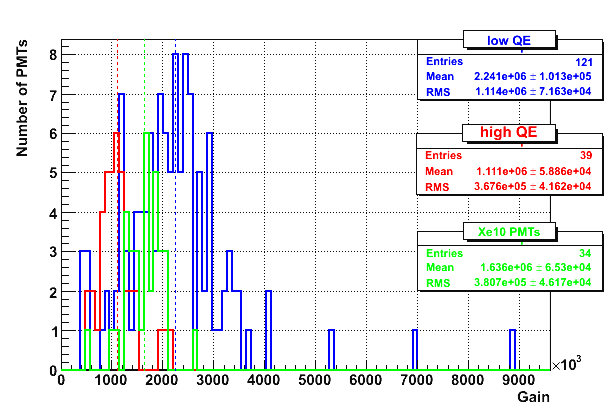 Number of PMTs
8
7
6
5
4
3
2
1
0
0 1000 2000 3000 4000 5000 6000 7000 8000 9000
×10³
Gain
low QE
Entries 121
Mean 2.241e+06 ± 1.013e+05
RMS 1.114e+06 ± 7.163e+04
high QE
Entries 39
Mean 1.111e+06 ± 5.886e+04
RMS 3.676e+05 ± 4.162e+04
Xe10 PMTs
Entries 34
Mean 1.636e+06 ± 6.53e+04
RMS 3.807e+05 ± 4.617e+04